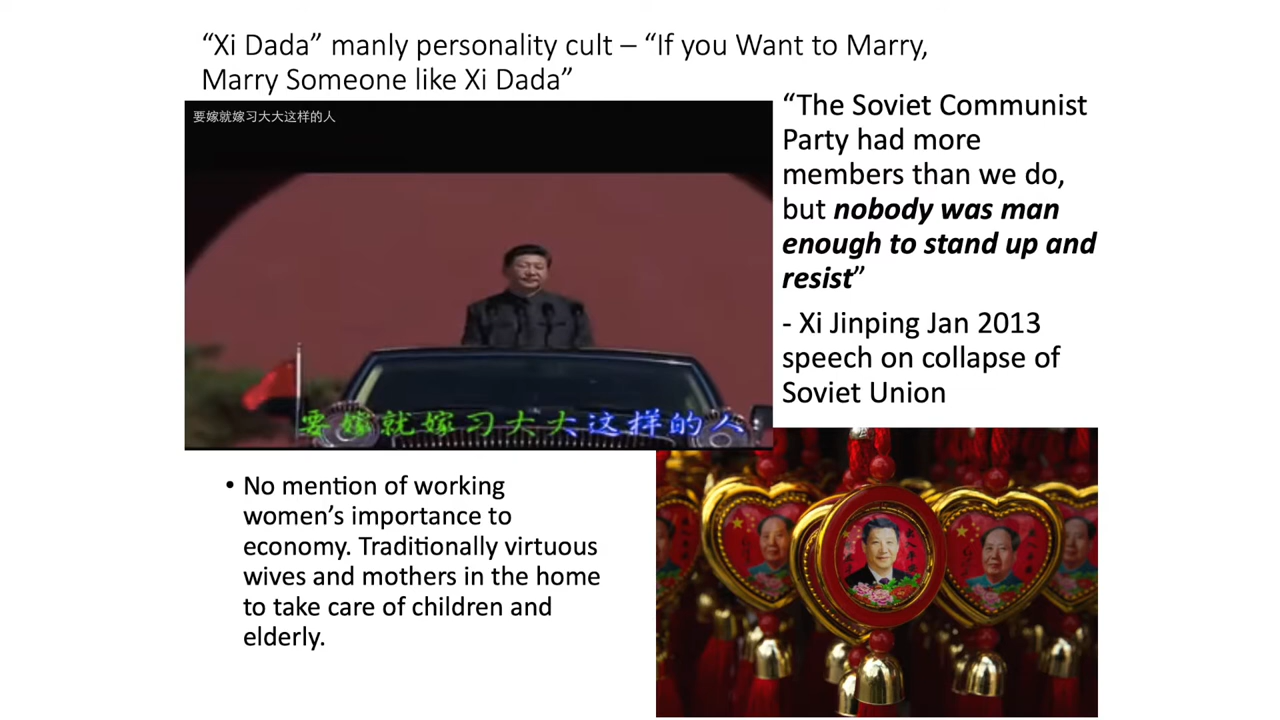 “Xi Dada” manly personality cult – “If you Want to Marry,
Marry Someone like Xi Dada”
要嫁就嫁习大大这样的人
要嫁就嫁习大大这样的人
“The Soviet Communist
Party had more
members than we do,
but nobody was man
enough to stand up and
resist”
- Xi Jinping Jan 2013
speech on collapse of
Soviet Union
• No mention of working
women’s importance to
economy. Traditionally virtuous
wives and mothers in the home
to take care of children and
elderly.